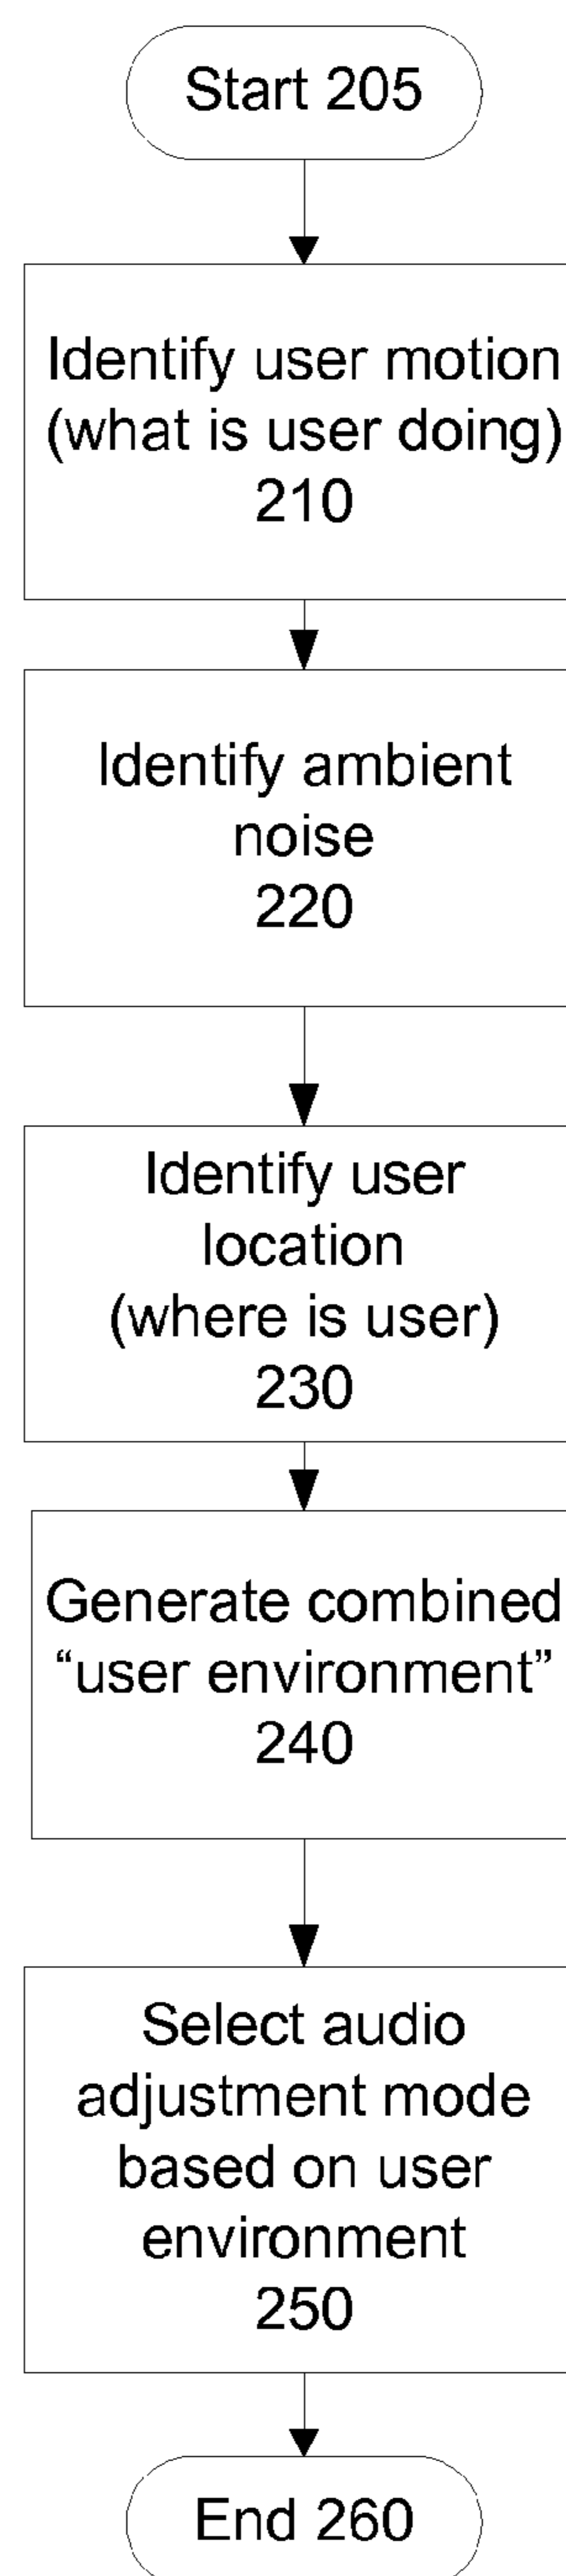 Start 205
Identify user motion
(what is user doing)
210
Identify ambient
noise
220
Identify user
location
(where is user)
230
Generate combined
“user environment”
240
Select audio
adjustment mode
based on user
environment
250
End 260